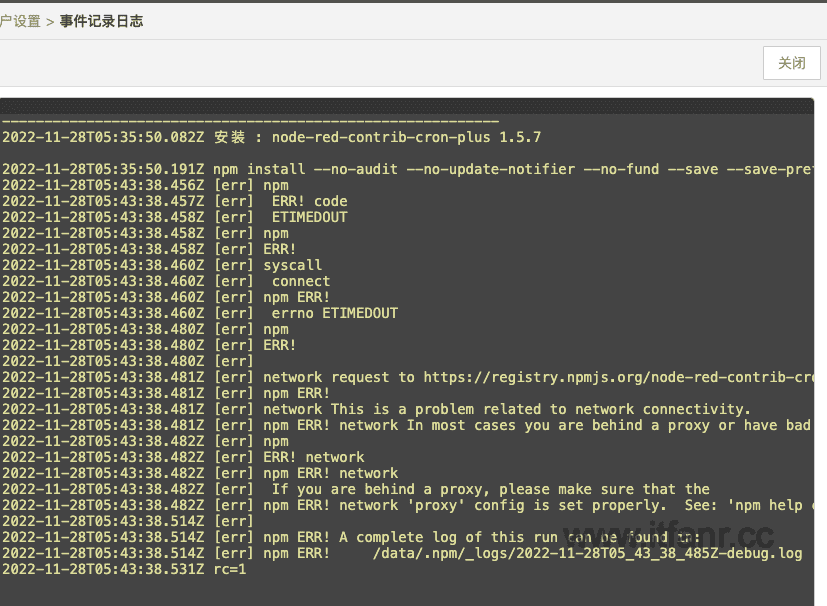 户设置 > 事件记录日志
关闭
-----------------------------------------------------------
2022-11-28T05:35:50.082Z 安装 : node-red-contrib-cron-plus 1.5.7
2022-11-28T05:35:50.191Z npm install --no-audit --no-update-notifier --no-fund --save --save-pref
2022-11-28T05:43:38.456Z [err] npm
2022-11-28T05:43:38.457Z [err]  ERR! code
2022-11-28T05:43:38.458Z [err]  ETIMEDOUT
2022-11-28T05:43:38.458Z [err] npm
2022-11-28T05:43:38.458Z [err] ERR!
2022-11-28T05:43:38.460Z [err] syscall
2022-11-28T05:43:38.460Z [err]  connect
2022-11-28T05:43:38.460Z [err] npm ERR!
2022-11-28T05:43:38.460Z [err]  errno ETIMEDOUT
2022-11-28T05:43:38.480Z [err] npm
2022-11-28T05:43:38.480Z [err] ERR!
2022-11-28T05:43:38.480Z [err]
2022-11-28T05:43:38.481Z [err] network request to https://registry.npmjs.org/node-red-contrib-cro
2022-11-28T05:43:38.481Z [err] npm ERR!
2022-11-28T05:43:38.481Z [err] network This is a problem related to network connectivity.
2022-11-28T05:43:38.481Z [err] npm ERR! network In most cases you are behind a proxy or have bad
2022-11-28T05:43:38.482Z [err] npm
2022-11-28T05:43:38.482Z [err] ERR! network
2022-11-28T05:43:38.482Z [err] npm ERR! network
2022-11-28T05:43:38.482Z [err]  If you are behind a proxy, please make sure that the
2022-11-28T05:43:38.482Z [err] npm ERR! network 'proxy' config is set properly.  See: 'npm help c
2022-11-28T05:43:38.514Z [err]
2022-11-28T05:43:38.514Z [err] npm ERR! A complete log of this run can be found in:
2022-11-28T05:43:38.514Z [err] npm ERR!     /data/.npm/_logs/2022-11-28T05_43_38_485Z-debug.log
2022-11-28T05:43:38.531Z rc=1
www.itfanr.cc